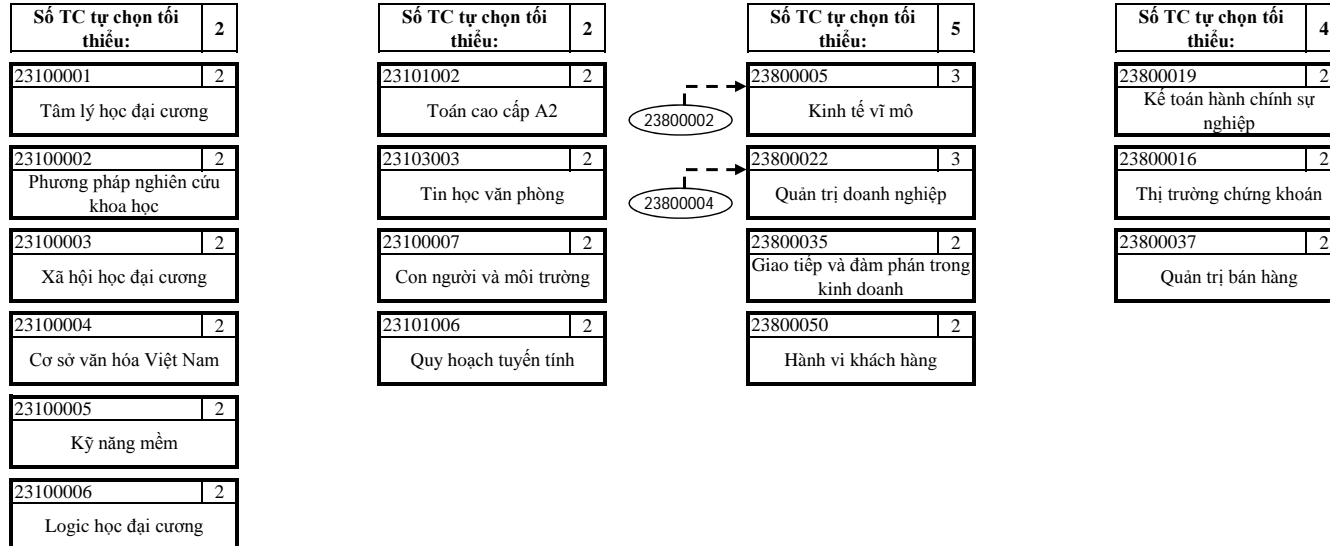 Số TC tự chọn tối
thiểu:
2
23100001
2
Tâm lý học đại cương
23100002
2
Phương pháp nghiên cứu
khoa học
23100003
2
Xã hội học đại cương
23100004
2
Cơ sở văn hóa Việt Nam
23100005
2
Kỹ năng mềm
23100006
2
Logic học đại cương
Số TC tự chọn tối
thiểu:
2
23101002
2
Toán cao cấp A2
23103003
2
Tin học văn phòng
23100007
2
Con người và môi trường
23101006
2
Quy hoạch tuyến tính
Số TC tự chọn tối
thiểu:
5
23800002
23800005
3
Kinh tế vĩ mô
23800004
23800022
3
Quản trị doanh nghiệp
23800035
2
Giao tiếp và đàm phán trong
kinh doanh
23800050
2
Hành vi khách hàng
Số TC tự chọn tối
thiểu:
4
23800019
2
Kế toán hành chính sự
nghiệp
23800016
2
Thị trường chứng khoán
23800037
2
Quản trị bán hàng